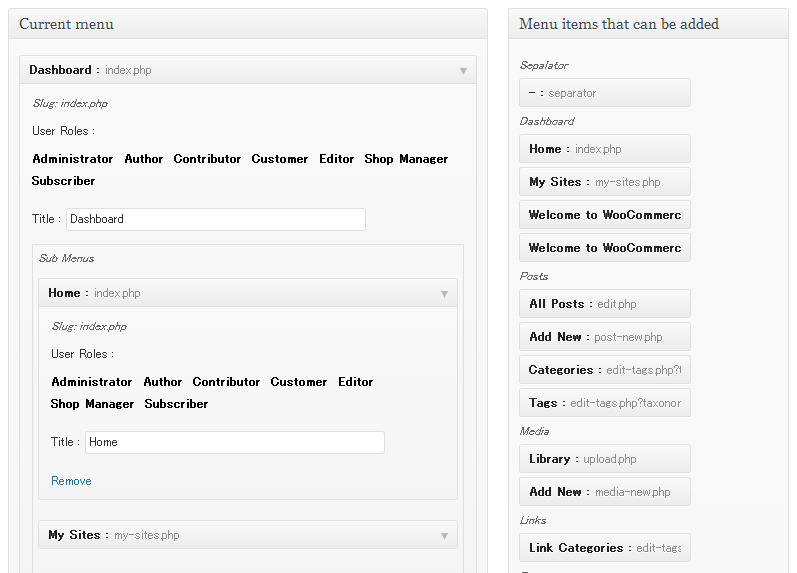 Current menu
Dashboard : index.php
Slug: index.php
User Roles :
Administrator Author Contributor Customer Editor Shop Manager
Subscriber
Title : Dashboard
Sub Menus
Home : index.php
Slug: index.php
User Roles :
Administrator Author Contributor Customer Editor
Shop Manager Subscriber
Title : Home
Remove
My Sites : my-sites.php
Menu items that can be added
Sepalator
- : separator
Dashboard
Home : index.php
My Sites : my-sites.php
Welcome to WooCommerc
Welcome to WooCommerc
Posts
All Posts : edit.php
Add New : post-new.php
Categories : edit-tags.php?t
Tags : edit-tags.php?taxonor
Media
Library : upload.php
Add New : media-new.php
Links
Link Categories : edit-tags